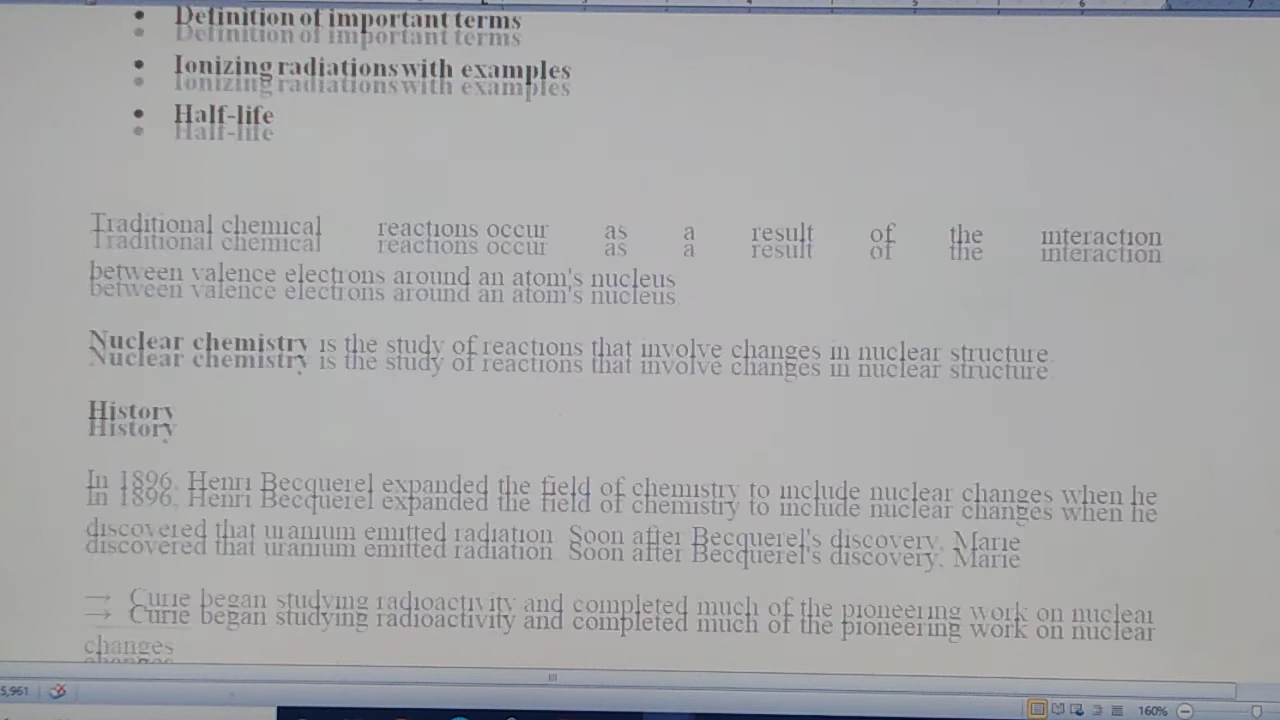 • Definition of important terms
• Ionizing radiations with examples
• Half-life
Traditional chemical reactions occur as a result of the interaction
between valence electrons around an atom's nucleus
Nuclear chemistry is the study of reactions that involve changes in nuclear structure
History
In 1896, Henri Becquerel expanded the field of chemistry to include nuclear changes when he
discovered that uranium emitted radiation Soon after Becquerel's discovery, Marie
→ Curie began studying radioactivity and completed much of the pioneering work on nuclear
changes
5,961
160%